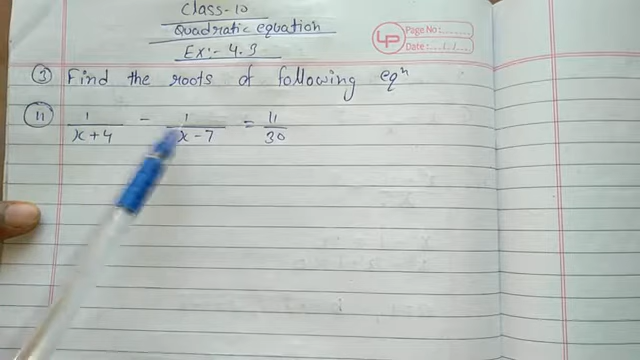 Class-10
Quadratic equation
Ex:- 4.3
LP Page No:
Date: / /
③ Find the roots of following eqⁿ
(ii) 1/(x+4) - 1/(x-7) = 11/30